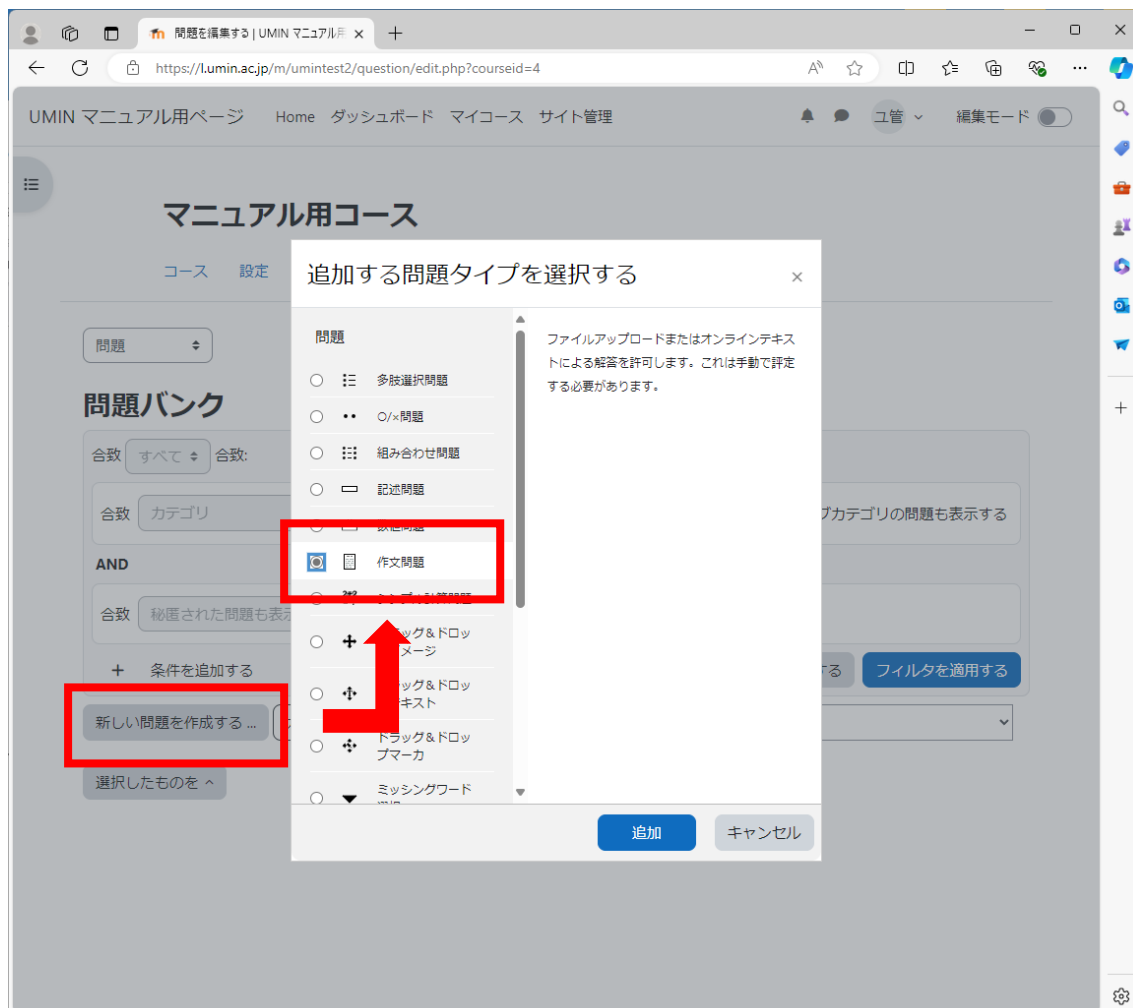 問題を編集する | UMIN マニュアル用
https://l.umin.ac.jp/m/umintest2/question/edit.php?courseid=4
UMIN マニュアル用ページ Home ダッシュボード マイコース サイト管理 ユ管 編集モード
マニュアル用コース
コース 設定
追加する問題タイプを選択する
問題
問題
ファイルアップロードまたはオンラインテキス
トによる解答を許可します。これは手動で評定
する必要があります。
多肢選択問題
○/×問題
組み合わせ問題
記述問題
作文問題
ドラッグ&ドロッ
プマーカ
ミッシングワード
問題バンク
合致 すべて 合致:
合致 カテゴリ
カテゴリの問題も表示する
AND
合致 秘匿された問題も表示
+ 条件を追加する
フィルタを適用する
新しい問題を作成する ...
選択したものを
追加 キャンセル